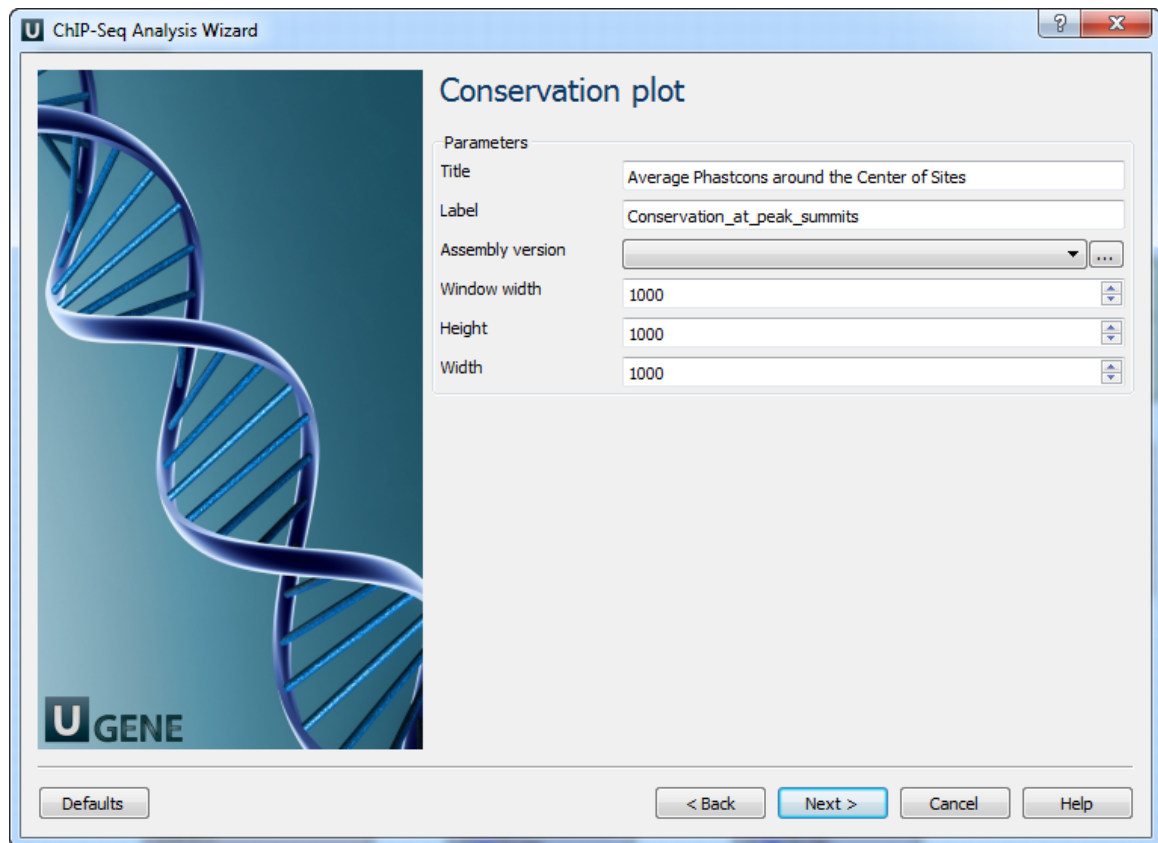 U ChIP-Seq Analysis Wizard
?
X
Conservation plot
Parameters
Title Average Phastcons around the Center of Sites
Label Conservation_at_peak_summits
Assembly version ...
Window width 1000
Height 1000
Width 1000
U GENE
Defaults < Back Next > Cancel Help